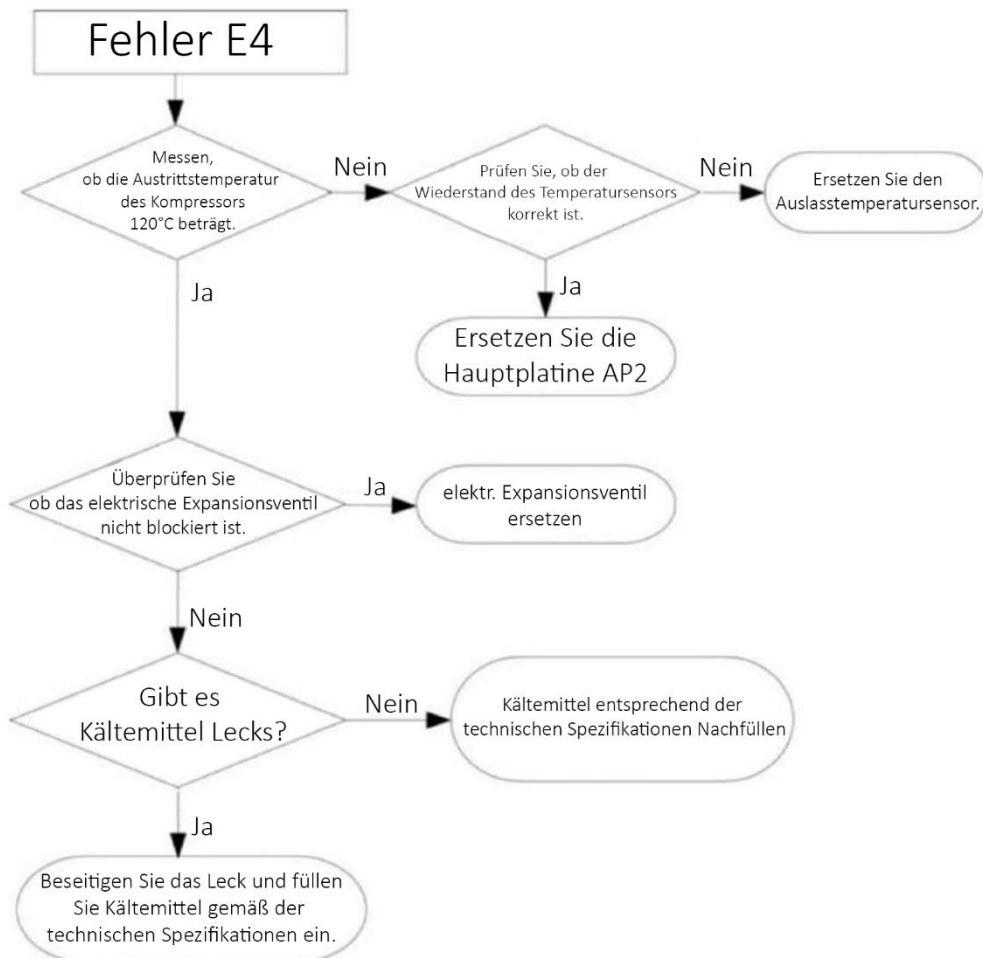 Fehler E4
Messen,
ob die Austrittstemperatur
des Kompressors
120°C beträgt.
Nein
Prüfen Sie, ob der
Wiederstand des Temperatursensors
korrekt ist.
Nein
Ersetzen Sie den
Auslasstemperatursensor.
Ja
Ja
Ersetzen Sie die
Hauptplatine AP2
Überprüfen Sie
ob das elektrische Expansionsventil
nicht blockiert ist.
Ja
elektr. Expansionsventil
ersetzen
Nein
Gibt es
Kältemittel Lecks?
Nein
Kältemittel entsprechend der
technischen Spezifikationen Nachfüllen
Ja
Beseitigen Sie das Leck und füllen
Sie Kältemittel gemäß der
technischen Spezifikationen ein.